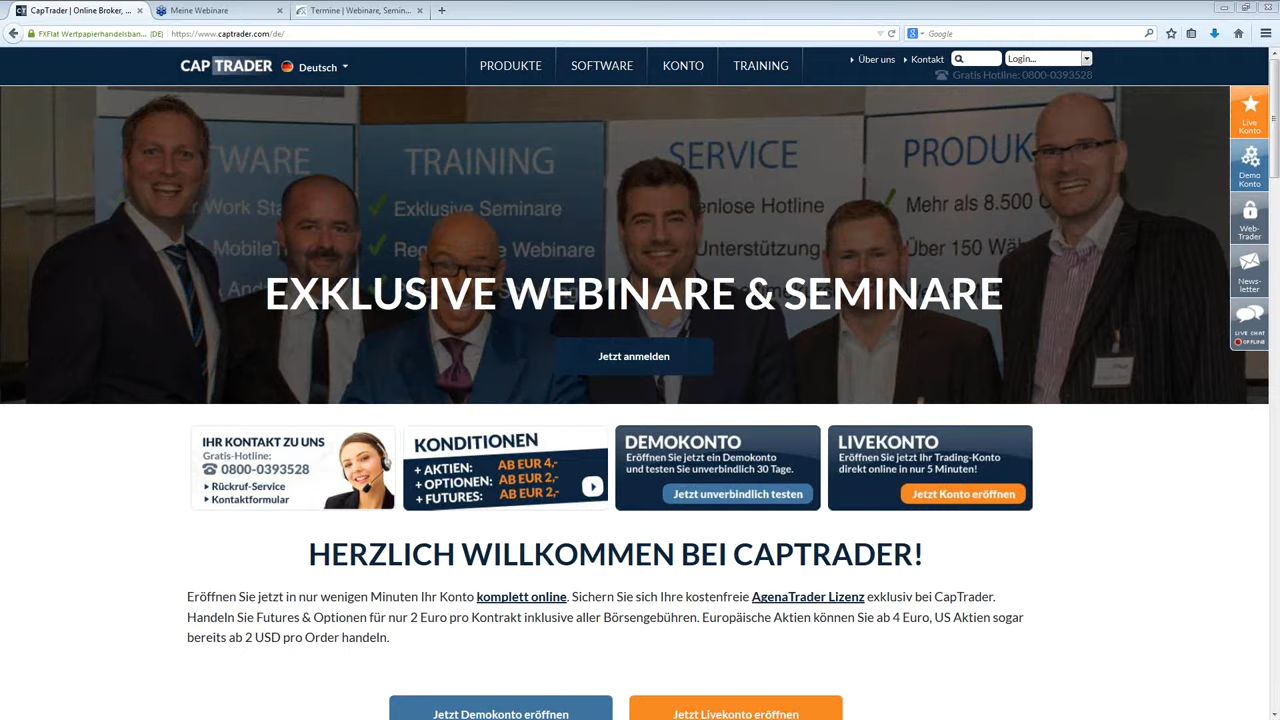 CapTrader | Online Broker, ...
Meine Webinare
Termine | Webinare, Semin...
FXFlat Wertpapierhandelsban... (DE)
https://www.captrader.com/de/
Google
CAPTRADER
Deutsch
PRODUKTE
SOFTWARE
KONTO
TRAINING
Über uns
Kontakt
Login...
Gratis Hotline: 0800-0393528
TRAINING
SERVICE
Exklusive Seminare
Mehr als 8.500
Webinare
Unterstützung
EXKLUSIVE WEBINARE & SEMINARE
Jetzt anmelden
Live
Konto
Demo
Konto
Web-
Trader
News-
letter
LIVE CHAT
OFFLINE
IHR KONTAKT ZU UNS
Gratis-Hotline:
0800-0393528
Rückruf-Service
Kontaktformular
KONDITIONEN
+ AKTIEN: AB EUR 4,-
+ OPTIONEN: AB EUR 2,-
+ FUTURES: AB EUR 2,-
DEMOKONTO
Eröffnen Sie jetzt ein Demokonto
und testen Sie unverbindlich 30 Tage.
Jetzt unverbindlich testen
LIVEKONTO
Eröffnen Sie jetzt Ihr Trading-Konto
direkt online in nur 5 Minuten!
Jetzt Konto eröffnen
HERZLICH WILLKOMMEN BEI CAPTRADER!
Eröffnen Sie jetzt in nur wenigen Minuten Ihr Konto komplett online. Sichern Sie sich Ihre kostenfreie AgenaTrader Lizenz exklusiv bei CapTrader.
Handeln Sie Futures & Optionen für nur 2 Euro pro Kontrakt inklusive aller Börsengebühren. Europäische Aktien können Sie ab 4 Euro, US Aktien sogar
bereits ab 2 USD pro Order handeln.
Jetzt Demokonto eröffnen
Jetzt Livekonto eröffnen